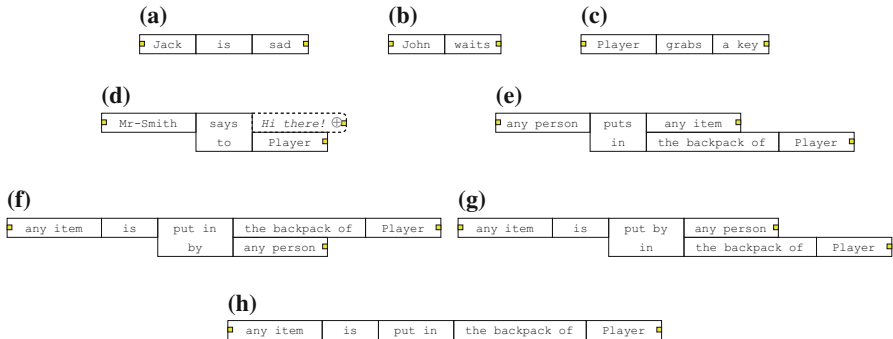 (a) (b) (c)
Jack is sad John waits Player grabs a key
(d) (e)
Mr-Smith says Hi there! any person puts any item
to Player in the backpack of Player
(f) (g)
any item is put in the backpack of Player any item is put by any person
by any person in the backpack of Player
(h)
any item is put in the backpack of Player